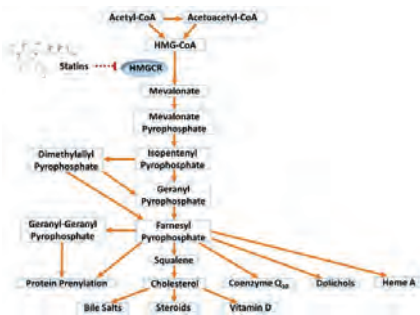 Acetyl-CoA Acetoacetyl-CoA
HMG-CoA
Statins HMGCR
Mevalonate
Mevalonate
Pyrophosphate
Dimethylallyl
Pyrophosphate
Isopentenyl
Pyrophosphate
Geranyl
Pyrophosphate
Geranyl-Geranyl
Pyrophosphate
Farnesyl
Pyrophosphate
Squalene
Protein Prenylation Cholesterol Coenzyme Q10 Dolichols Heme A
Bile Salts Steroids Vitamin D